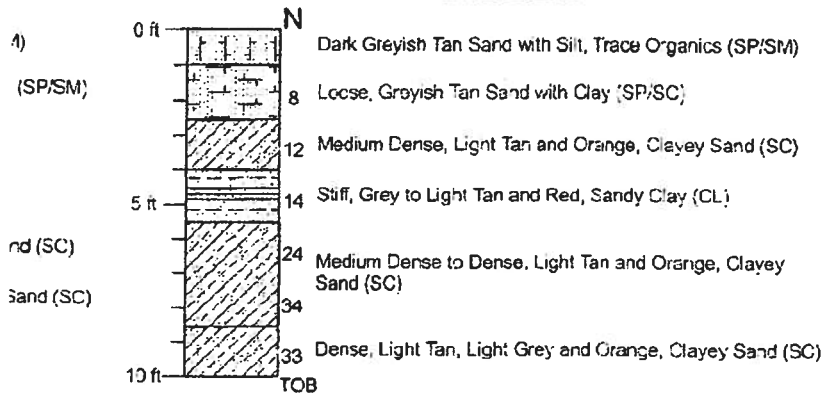 N
0 ft
Dark Greyish Tan Sand with Silt, Trace Organics (SP/SM)
(SP/SM)
8 Loose, Greyish Tan Sand with Clay (SP/SC)
12 Medium Dense, Light Tan and Orange, Clayey Sand (SC)
5 ft 14 Stiff, Grey to Light Tan and Red, Sandy Clay (CL)
nd (SC)
24 Medium Dense to Dense, Light Tan and Orange, Clayey
Sand (SC)
Sand (SC)
34
33 Dense, Light Tan, Light Grey and Orange, Clayey Sand (SC)
10 ft
TOB